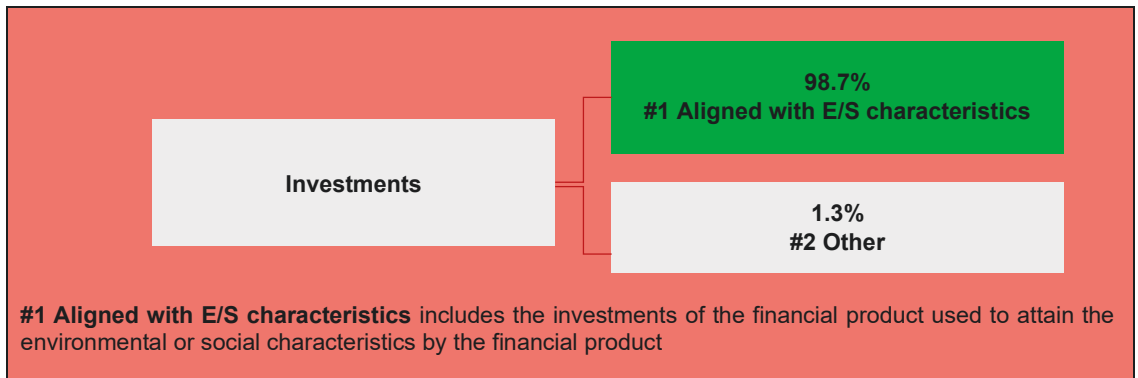 98.7%
#1 Aligned with E/S characteristics
Investments
1.3%
#2 Other
#1 Aligned with E/S characteristics includes the investments of the financial product used to attain the
environmental or social characteristics by the financial product